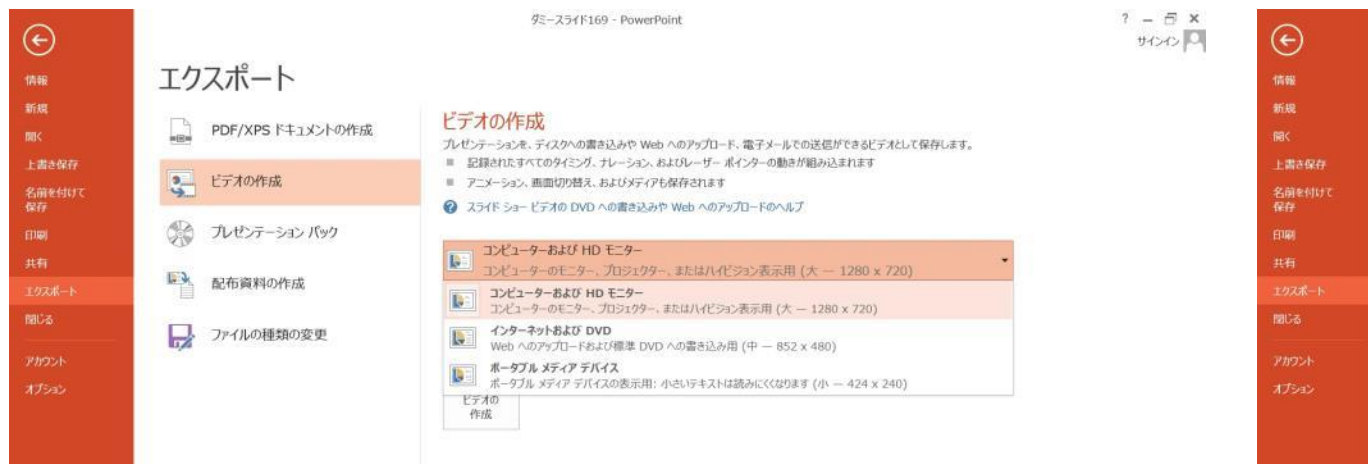 ダミースライド169 - PowerPoint
? 
サインイン
情報
新規
開く
上書き保存
名前を付けて
保存
印刷
共有
エクスポート
閉じる
アカウント
オプション
エクスポート
PDF/XPS ドキュメントの作成
ビデオの作成
プレゼンテーション パック
配布資料の作成
ファイルの種類の変更
ビデオの作成
プレゼンテーションを、ディスクへの書き込みや Web へのアップロード、電子メールでの送信ができるビデオとして保存します。
記録されたすべてのタイミング、ナレーション、およびレーザー ポインターの動きが組み込まれます
アニメーション、画面切り替え、およびメディアも保存されます
スライド ショー ビデオの DVD への書き込みや Web へのアップロードのヘルプ
コンピューターおよび HD モニター
コンピューターのモニター、プロジェクター、またはハイビジョン表示用 (大 — 1280 x 720)
コンピューターおよび HD モニター
コンピューターのモニター、プロジェクター、またはハイビジョン表示用 (大 — 1280 x 720)
インターネットおよび DVD
Web へのアップロードおよび標準 DVD への書き込み用 (中 — 852 x 480)
ポータブル メディア デバイス
ポータブル メディア デバイスの表示用: 小さいテキストは読みにくくなります (小 — 424 x 240)
ビデオの
作成
情報
新規
開く
上書き保存
名前を付けて
保存
印刷
共有
エクスポート
閉じる
アカウント
オプション